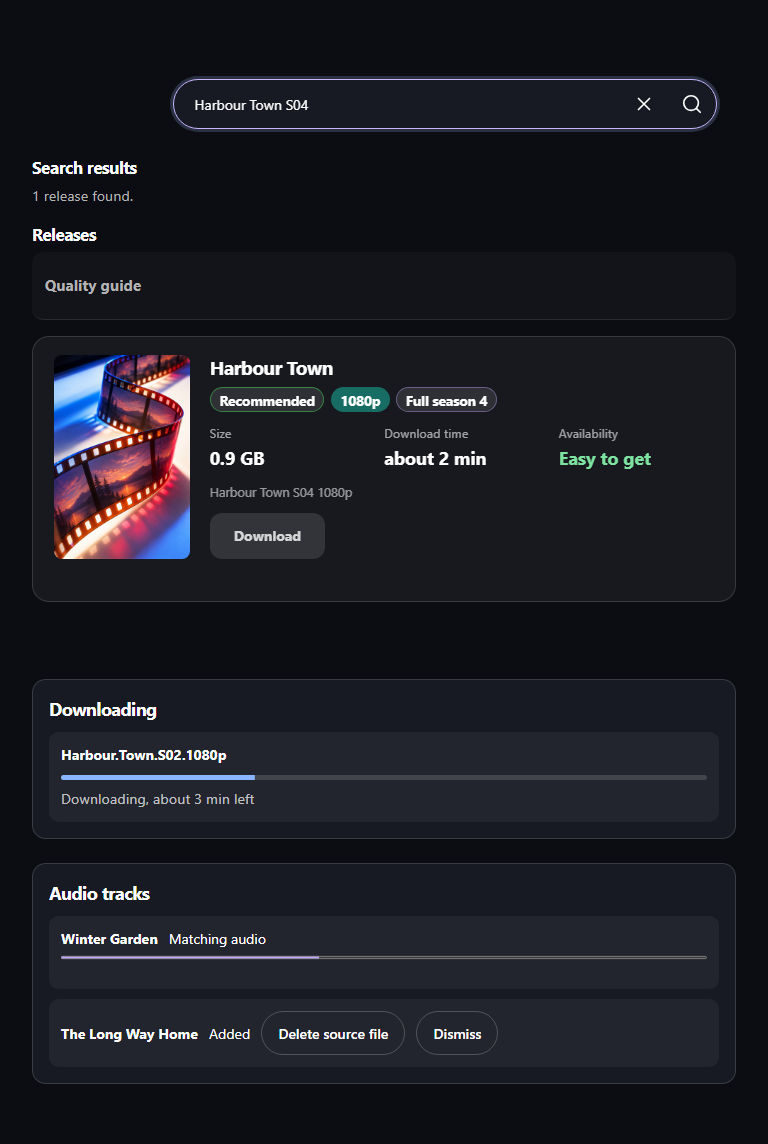 Harbour Town S04
Search results
1 release found.
Releases
Quality guide
Harbour Town
Recommended 1080p Full season 4
Size Download time Availability
0.9 GB about 2 min Easy to get
Harbour Town S04 1080p
Download
Downloading
Harbour.Town.S02.1080p
Downloading, about 3 min left
Audio tracks
Winter Garden Matching audio
The Long Way Home Added Delete source file Dismiss